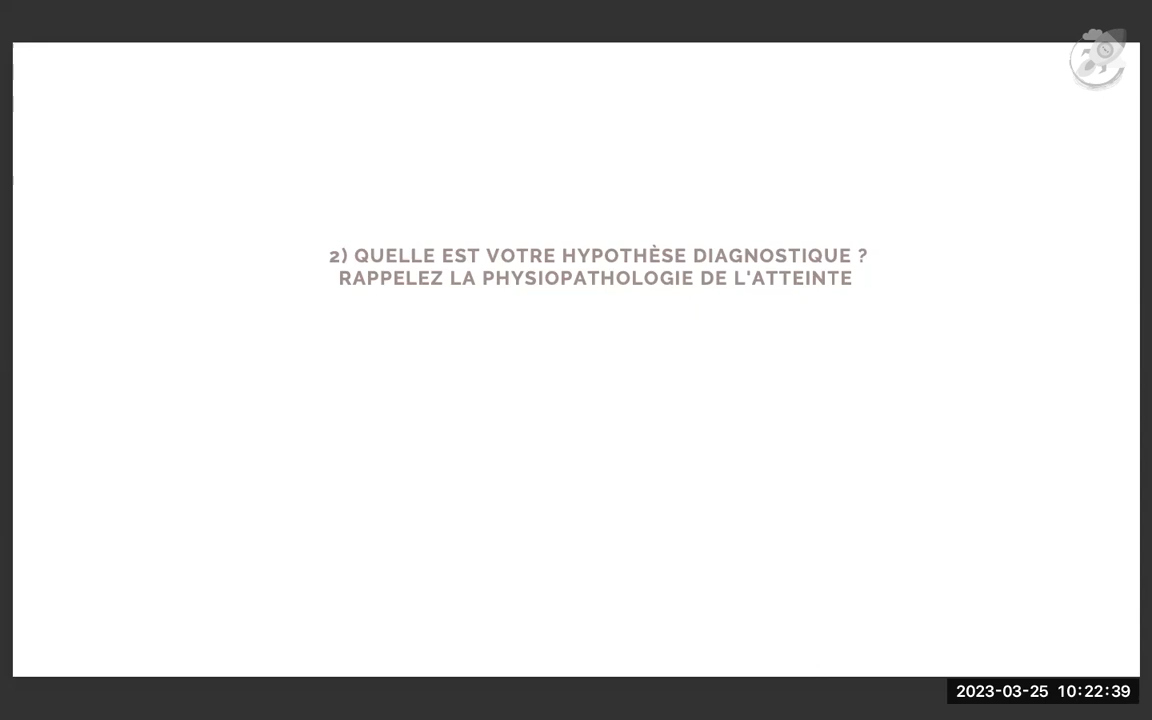 2) QUELLE EST VOTRE HYPOTHÈSE DIAGNOSTIQUE ?
RAPPELEZ LA PHYSIOPATHOLOGIE DE L'ATTEINTE
2023-03-25 10:22:39